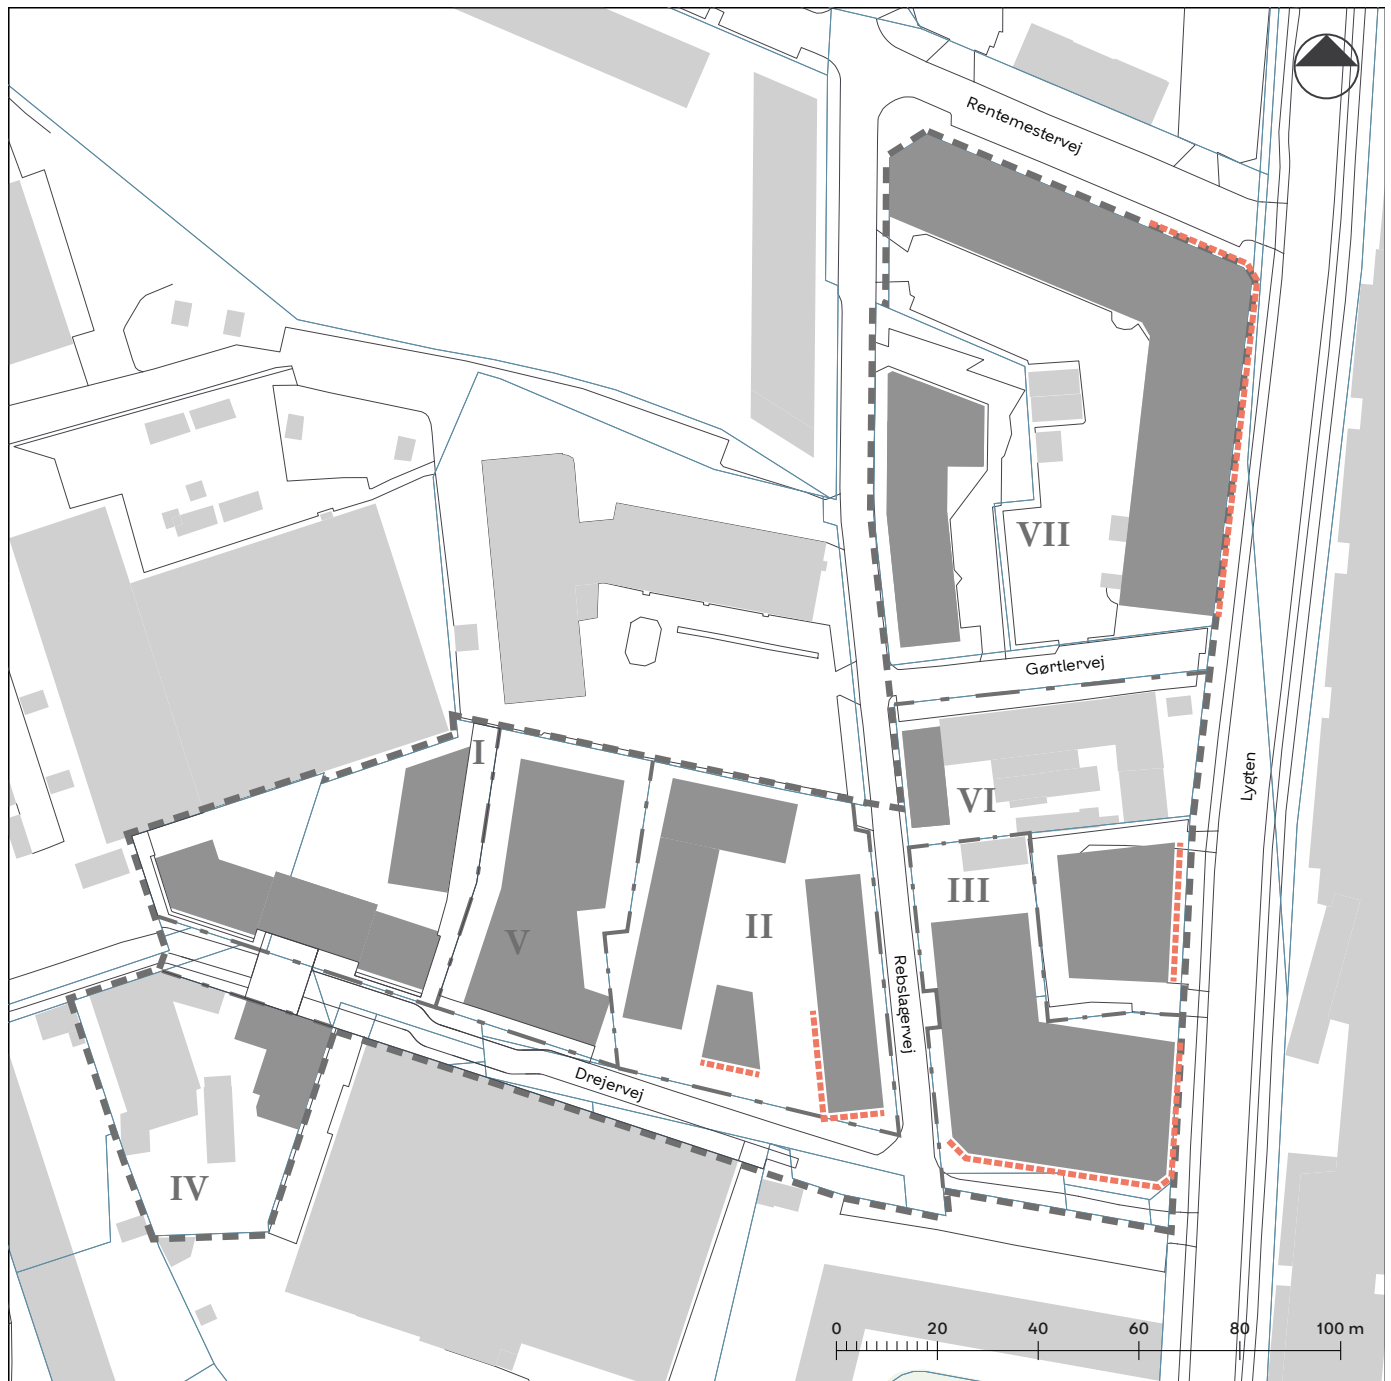 Rentemestervej
VII
Gørtlervej
I
Lygten
VI
III
II
V
Rebslagervej
Drejervej
IV
0 20 40 60 80 100 m